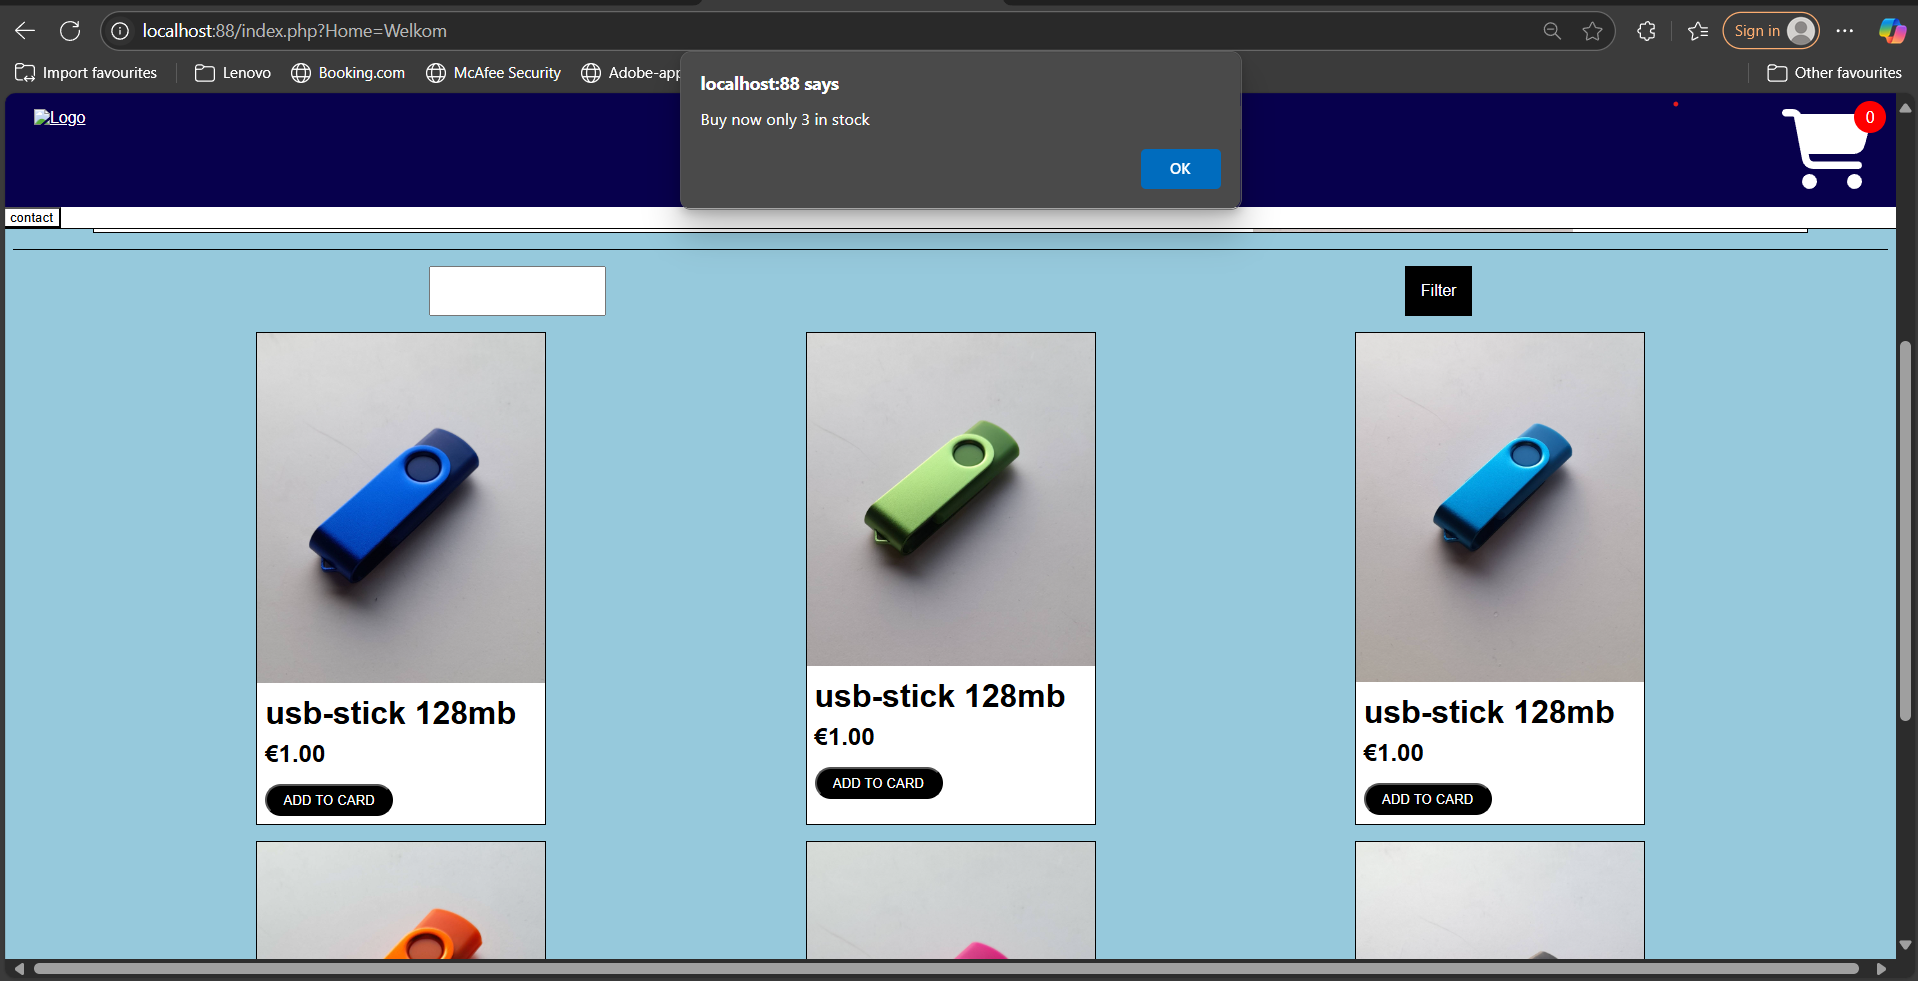 localhost:88/index.php?Home=Welkom
Sign in
Import favourites
Lenovo
Booking.com
McAfee Security
Adobe-app
Other favourites
localhost:88 says
Buy now only 3 in stock
OK
Logo
0
contact
Filter
usb-stick 128mb
€1.00
ADD TO CARD
usb-stick 128mb
€1.00
ADD TO CARD
usb-stick 128mb
€1.00
ADD TO CARD